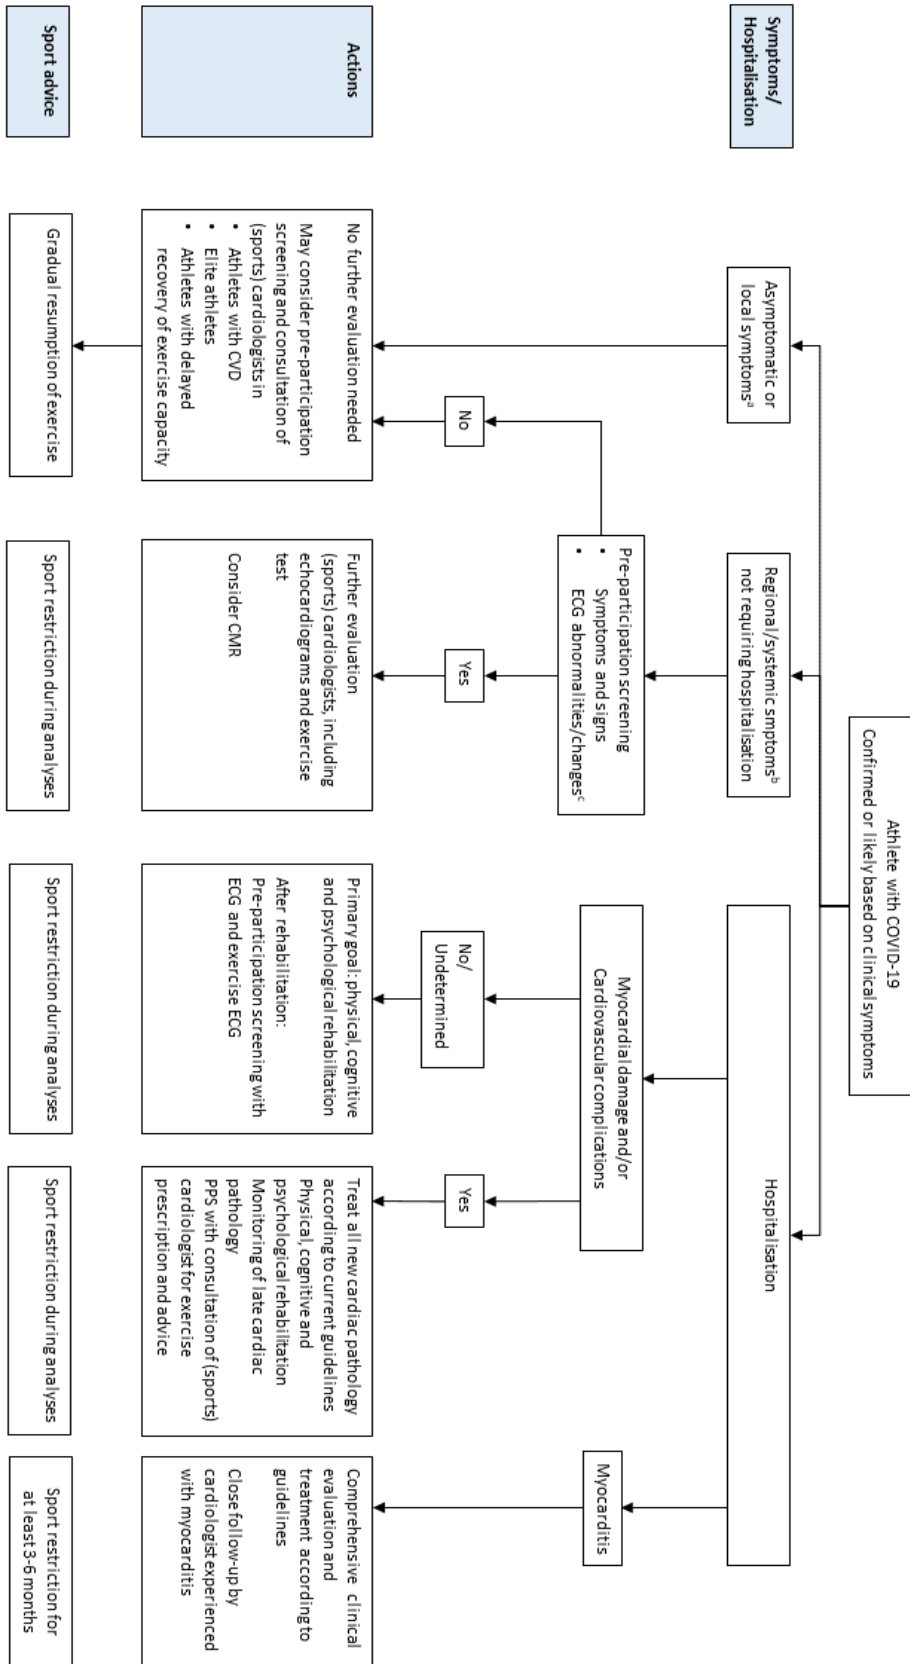 Athlete with COVID-19
Confirmed or likely based on clinical symptoms
Symptoms/
Hospitalisation
Asymptomatic or
local symptomsᵃ
Regional/systemic smptomsᵇ
not requiring hospitalisation
Hospitalisation
Pre-participation screening
• Symptoms and signs
• ECG abnormalities/changesᶜ
Myocardial damage and/or
Cardiovascular complications
Myocarditis
No
Yes
No/
Undetermined
Yes
Actions
No further evaluation needed
May consider pre-participation
screening and consultation of
(sports) cardiologists in
• Athletes with CVD
• Elite athletes
• Athletes with delayed
recovery of exercise capacity
Further evaluation
(sports) cardiologists, including
echocardiograms and exercise
test
Consider CMR
Primary goal: physical, cognitive
and psychological rehabilitation
After rehabilitation:
Pre-participation screening with
ECG and exercise ECG
Treat all new cardiac pathology
according to current guidelines
Physical, cognitive and
psychological rehabilitation
Monitoring of late cardiac
pathology
PPS with consultation of (sports)
cardiologist for exercise
prescription and advice
Comprehensive clinical
evaluation and
treatment according to
guidelines
Close follow-up by
cardiologist experienced
with myocarditis
Sport advice
Gradual resumption of exercise
Sport restriction during analyses
Sport restriction during analyses
Sport restriction during analyses
Sport restriction for
at least 3-6 months